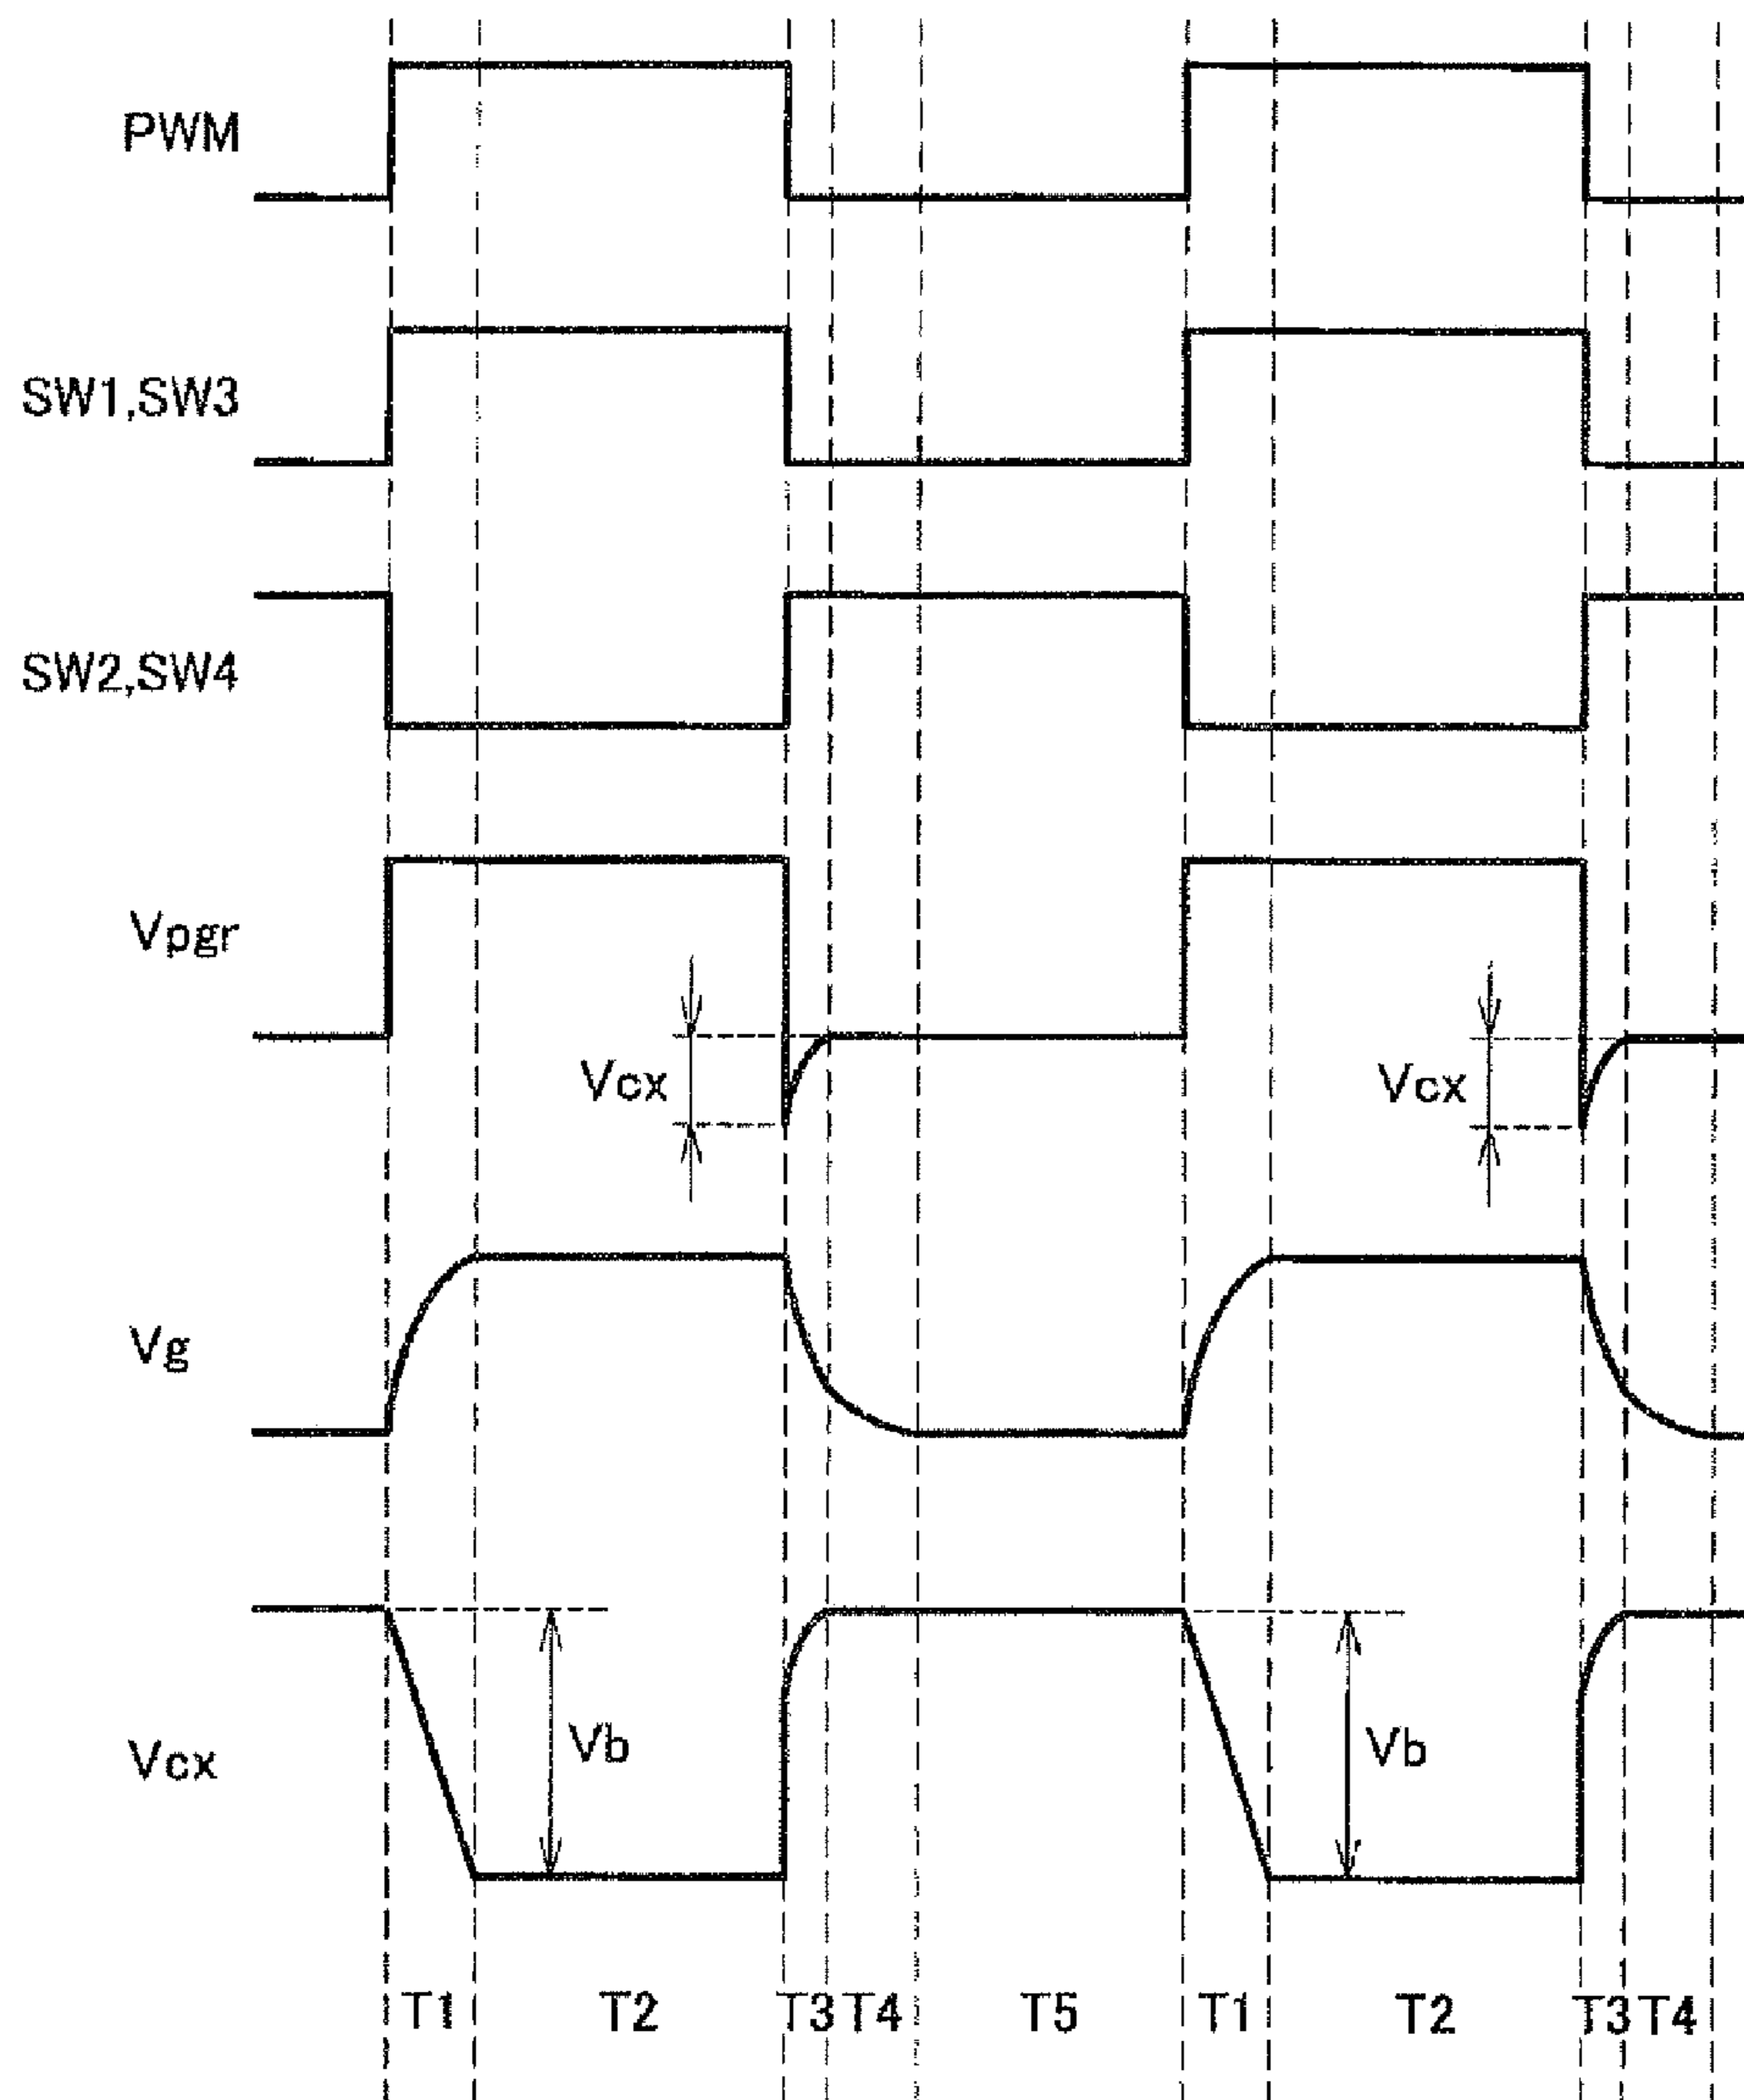 PWM
SW1,SW3
SW2,SW4
Vpgr
Vcx Vcx
Vg
Vcx Vb Vb
T1 T2 T3 T4 T5 T1 T2 T3 T4